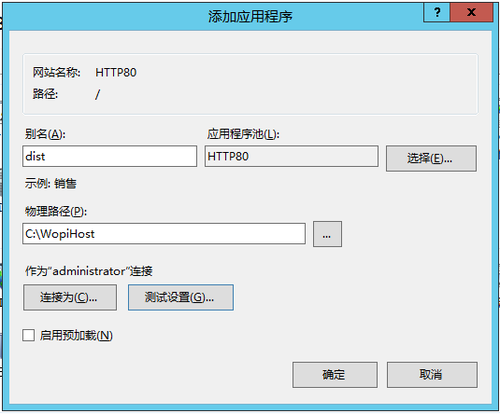 添加应用程序
?
x
网站名称: HTTP80
路径: /
别名(A): 应用程序池(L):
dist HTTP80 选择(E)...
示例: 销售
物理路径(P):
C:\WopiHost ...
作为"administrator"连接
连接为(C)... 测试设置(G)...
启用预加载(N)
确定 取消